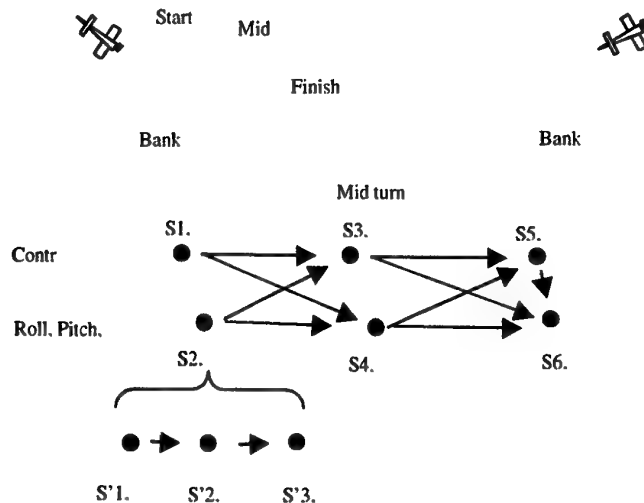 Start
Mid
Finish
Bank
Bank
Mid turn
S1.
S3.
S5.
Contr
Roll. Pitch.
S2.
S4.
S6.
S'1.
S'2.
S'3.